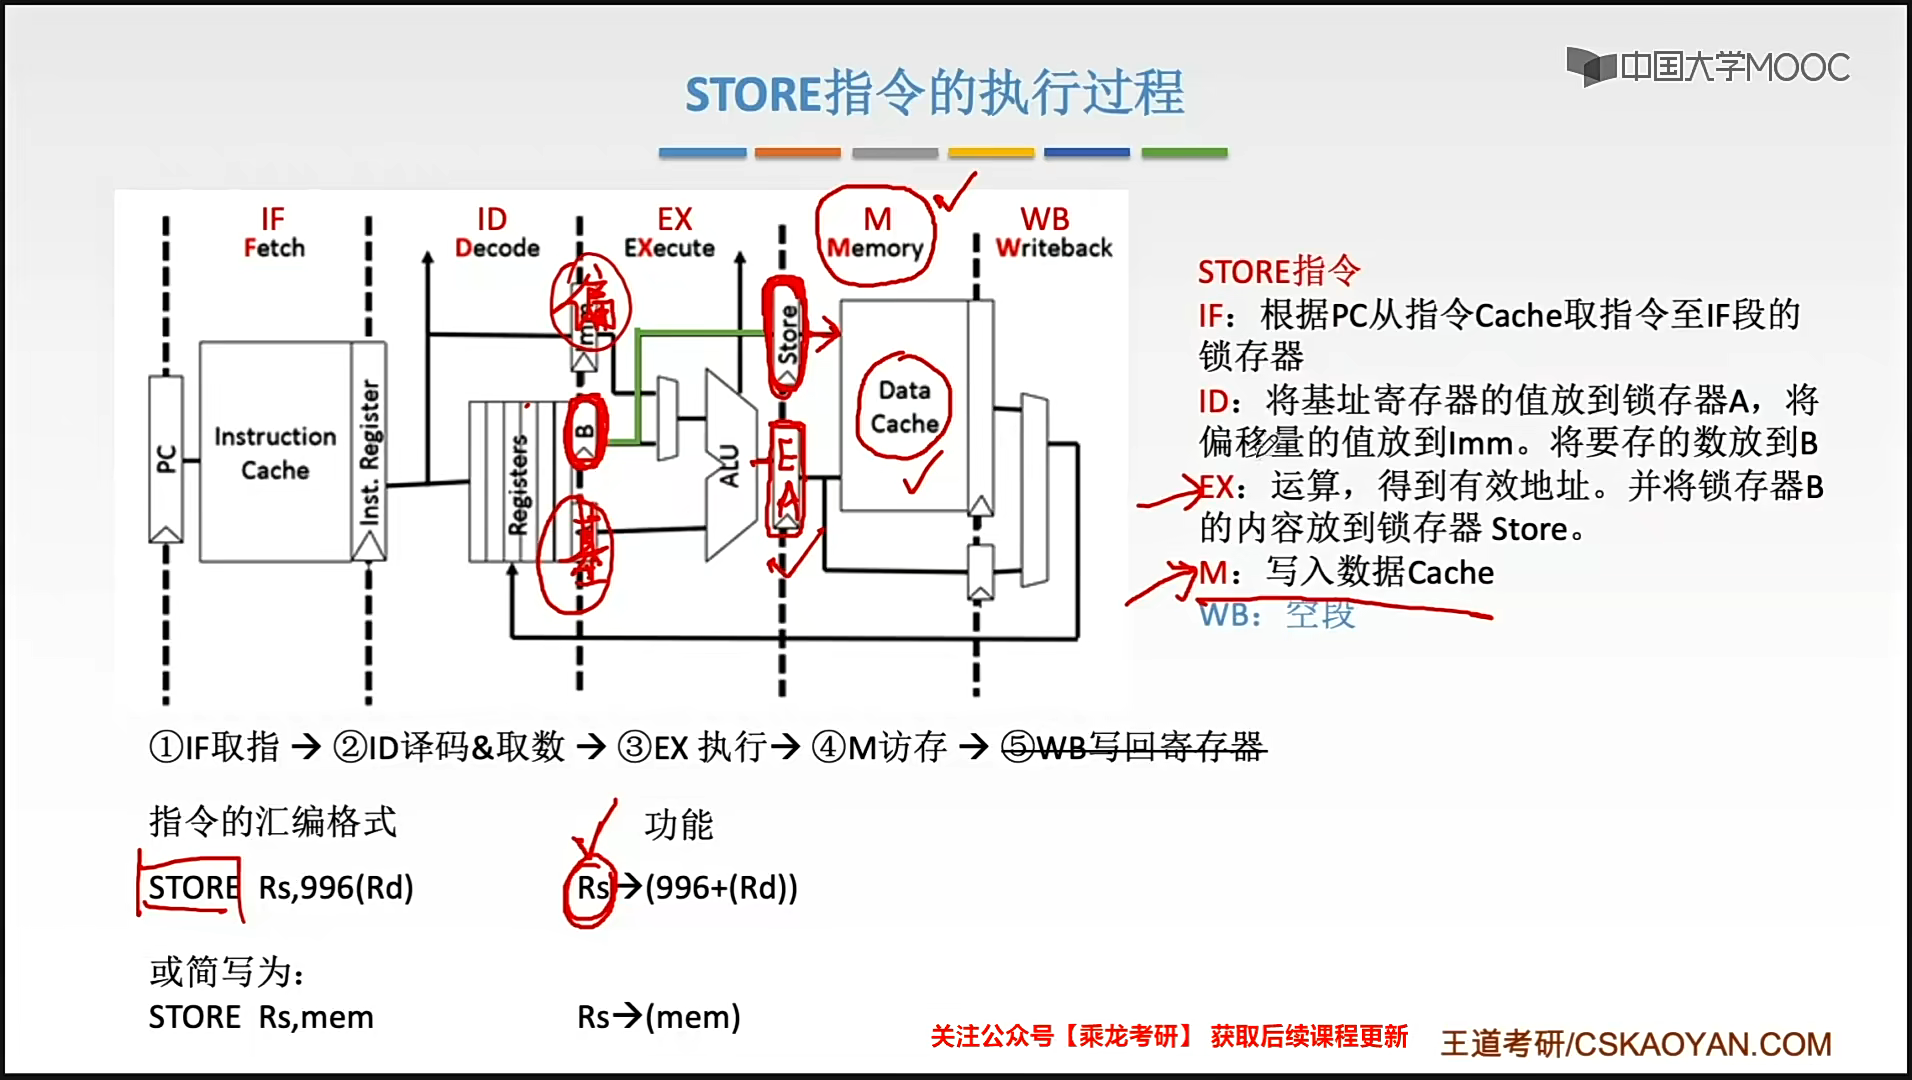 中国大学MOOC
STORE指令的执行过程
IF
Fetch
ID
Decode
EX
EXecute
M
Memory
WB
Writeback
PC
Instruction
Cache
Inst. Register
Registers
偏
Imm
B
基
ALU
Store
EA
Data
Cache
STORE指令
IF：根据PC从指令Cache取指令至IF段的
锁存器
ID：将基址寄存器的值放到锁存器A，将
偏移量的值放到Imm。将要存的数放到B
EX：运算，得到有效地址。并将锁存器B
的内容放到锁存器 Store。
M：写入数据Cache
WB：空段
①IF取指 → ②ID译码&取数 → ③EX 执行→ ④M访存 → ⑤WB写回寄存器
指令的汇编格式 功能
STORE Rs,996(Rd) Rs→(996+(Rd))
或简写为：
STORE Rs,mem Rs→(mem)
关注公众号【乘龙考研】 获取后续课程更新
王道考研/CSKAOYAN.COM